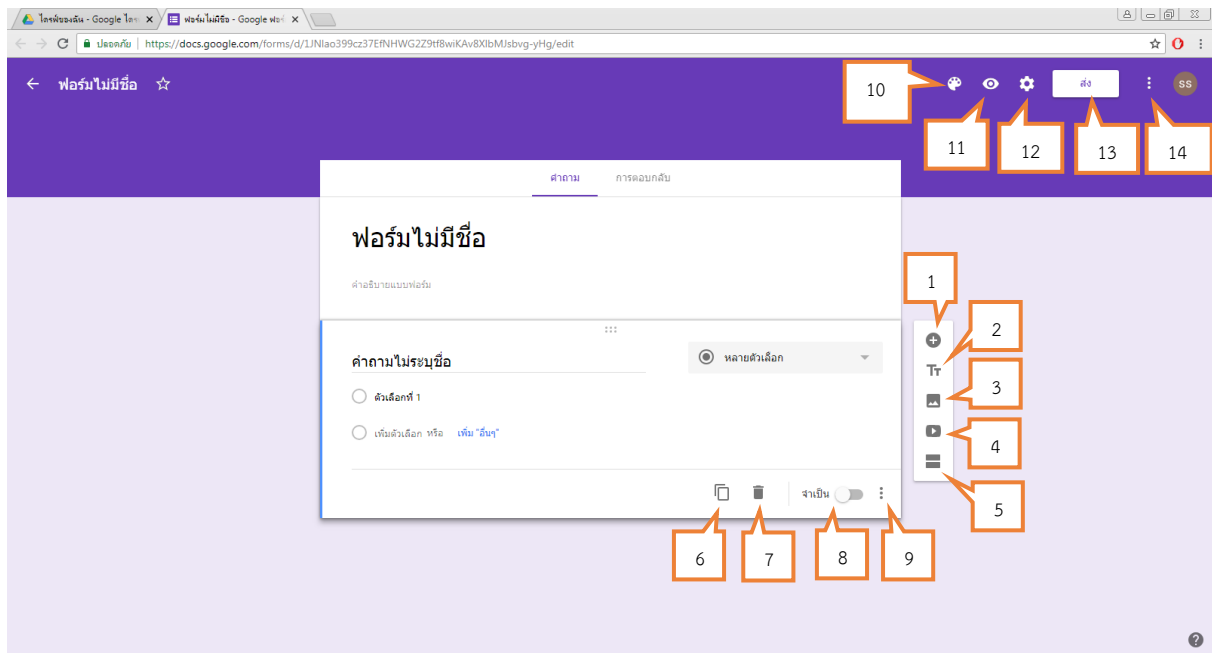 ไดรฟ์ของฉัน - Google ไดร
ฟอร์มไม่มีชื่อ - Google ฟอร์
ปลอดภัย https://docs.google.com/forms/d/1JNlao399cz37EfNHWG2Z9tf8wiKAv8XlbMJsbvg-yHg/edit
ฟอร์มไม่มีชื่อ
10
ส่ง
SS
11
12
13
14
คำถาม การตอบกลับ
ฟอร์มไม่มีชื่อ
คำอธิบายแบบฟอร์ม
1
2
คำถามไม่ระบุชื่อ
หลายตัวเลือก
Tт
3
ตัวเลือกที่ 1
เพิ่มตัวเลือก หรือ เพิ่ม "อื่นๆ"
4
จำเป็น
5
6
7
8
9